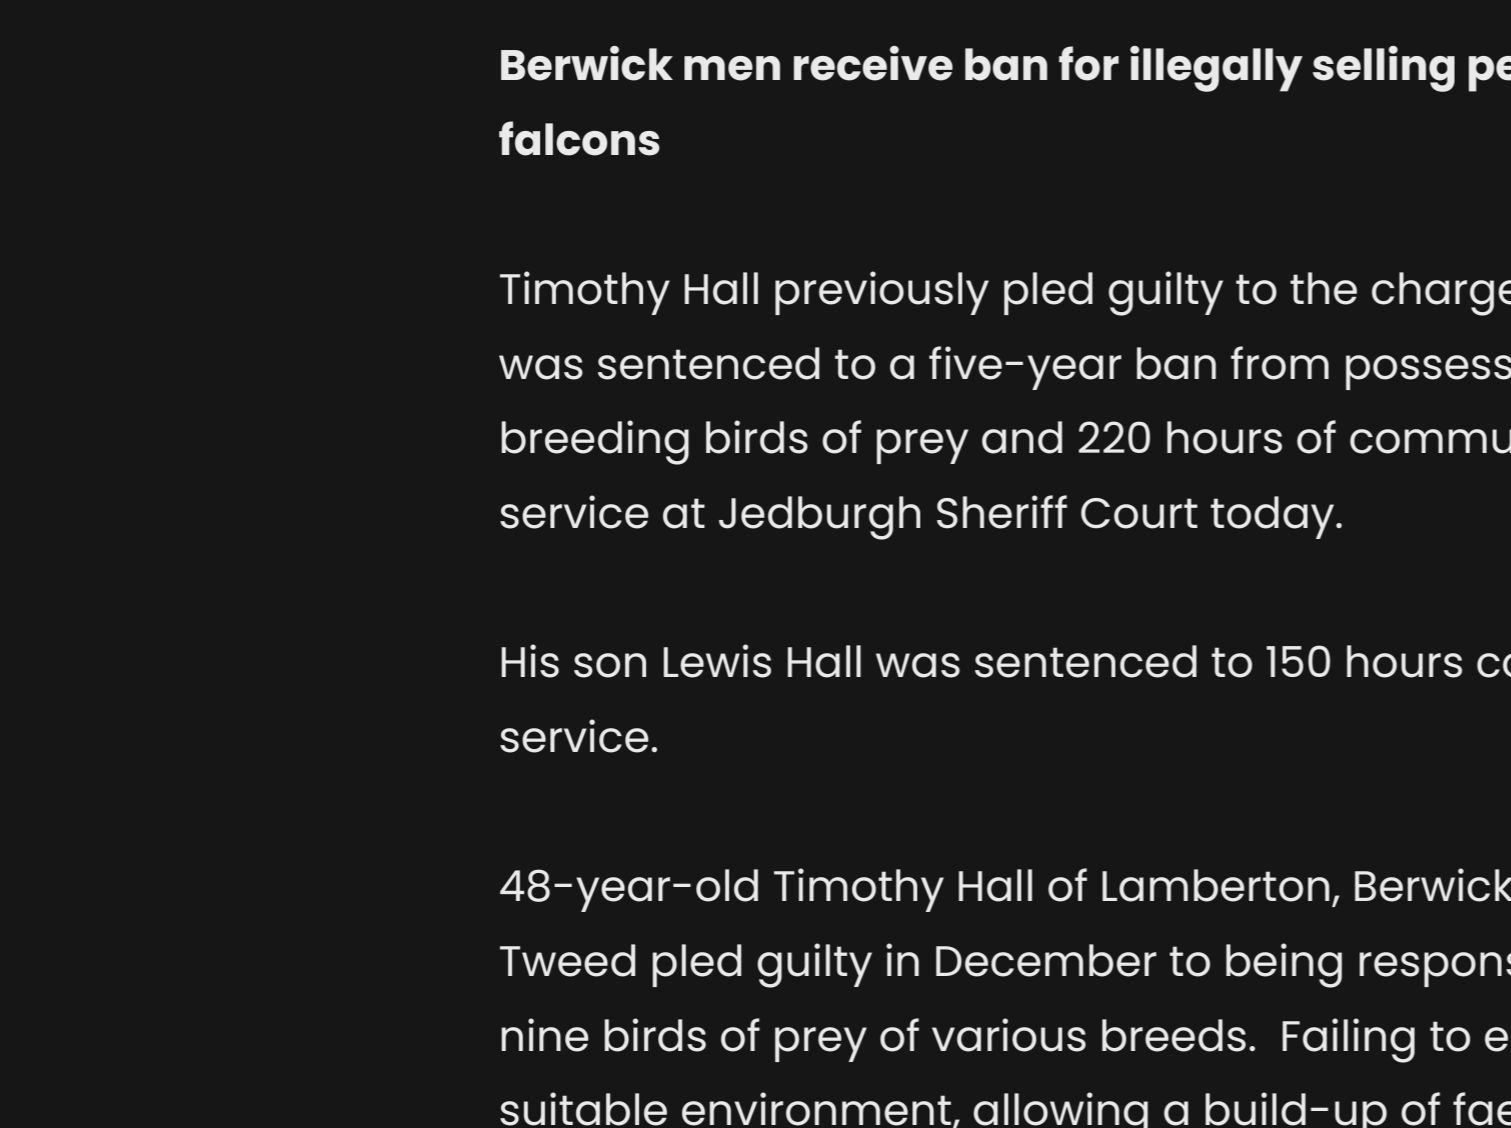 Berwick men receive ban for illegally selling
falcons
Timothy Hall previously pled guilty to the
was sentenced to a five-year ban from
breeding birds of prey and 220 hours of
service at Jedburgh Sheriff Court today.
His son Lewis Hall was sentenced to 150 hours
service.
48-year-old Timothy Hall of Lamberton, Berwick
Tweed pled guilty in December to being
nine birds of prey of various breeds. Failing to
suitable environment, allowing a build-up of